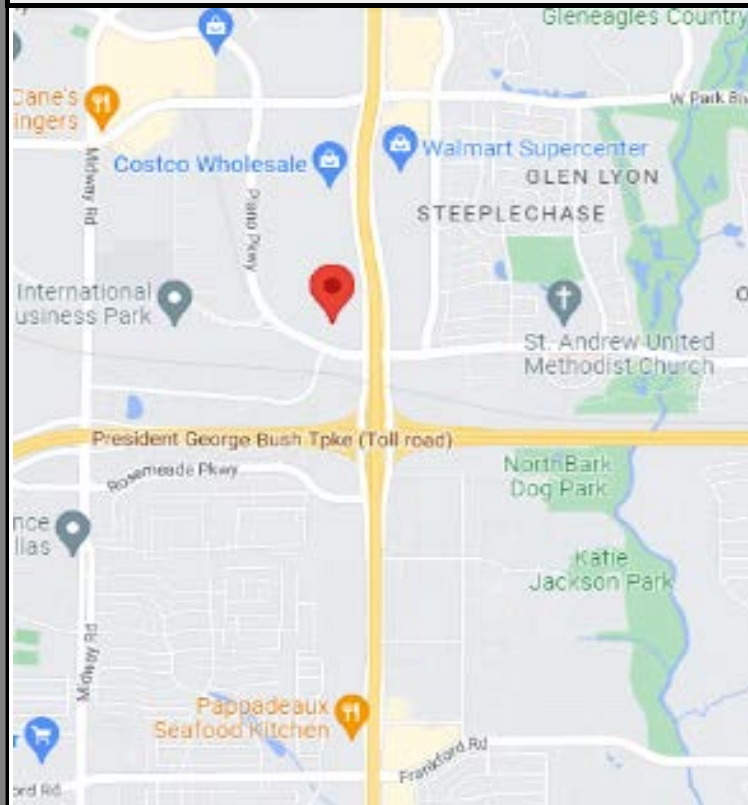 Gleneagles Country
Cane's
ingers
W Park
Midway Rd
Costco Wholesale
Walmart Supercenter
GLEN LYON
STEEPLECHASE
Plano Pkwy
International
usiness Park
St. Andrew United
Methodist Church
President George Bush Tpke (Toll road)
Rosemeade Pkwy
NorthBark
Dog Park
nce
llas
Katie
Jackson Park
Midway Rd
Pappadeaux
Seafood Kitchen
r
Frankford Rd
ord Rd